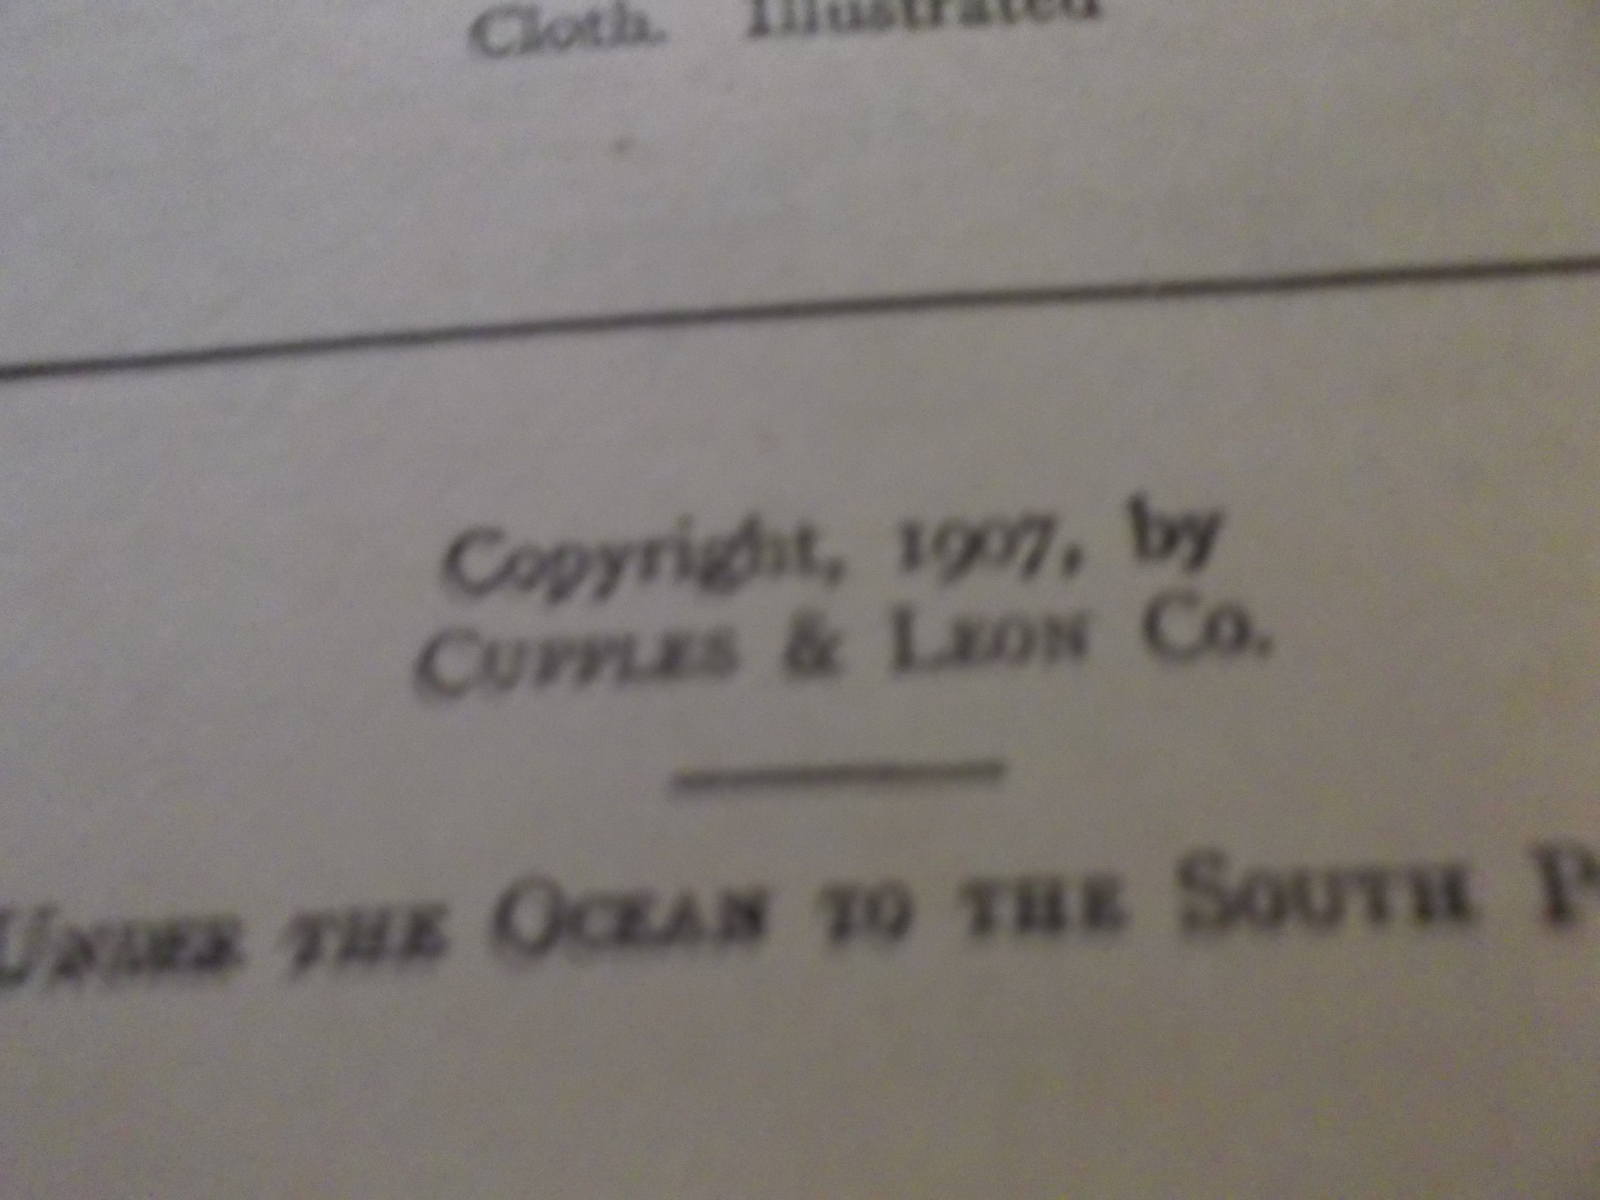 Cloth. Illustrated
Copyright, 1907, by
CUPPLES & LEON CO.
UNDER THE OCEAN TO THE SOUTH P